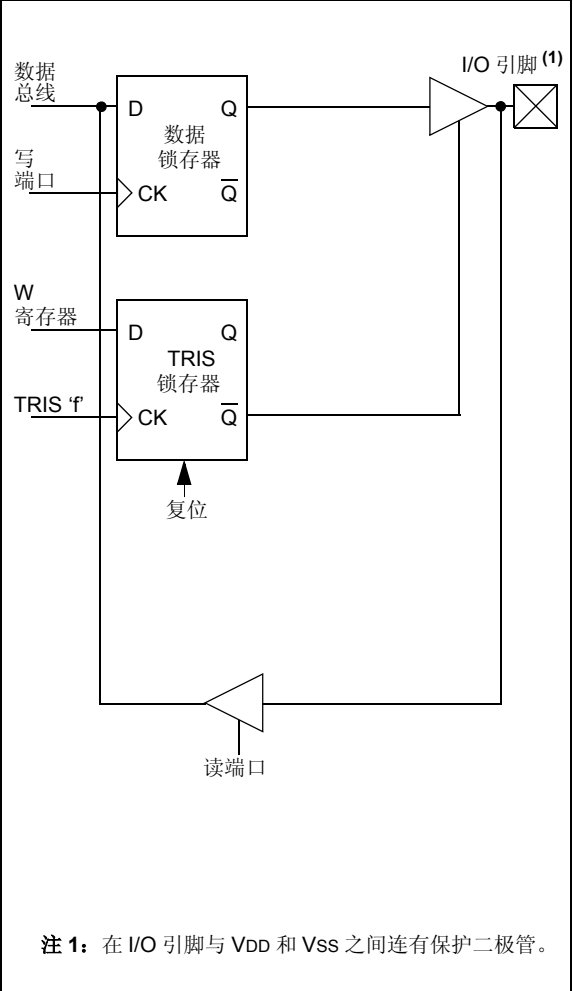 I/O 引脚 (1)
数据
总线
D
Q
数据
锁存器
写
端口
CK
Q̅
W
寄存器
D
Q
TRIS
锁存器
TRIS ‘f’
CK
Q̅
复位
读端口
注 1: 在 I/O 引脚与 VDD 和 VSS 之间连有保护二极管。